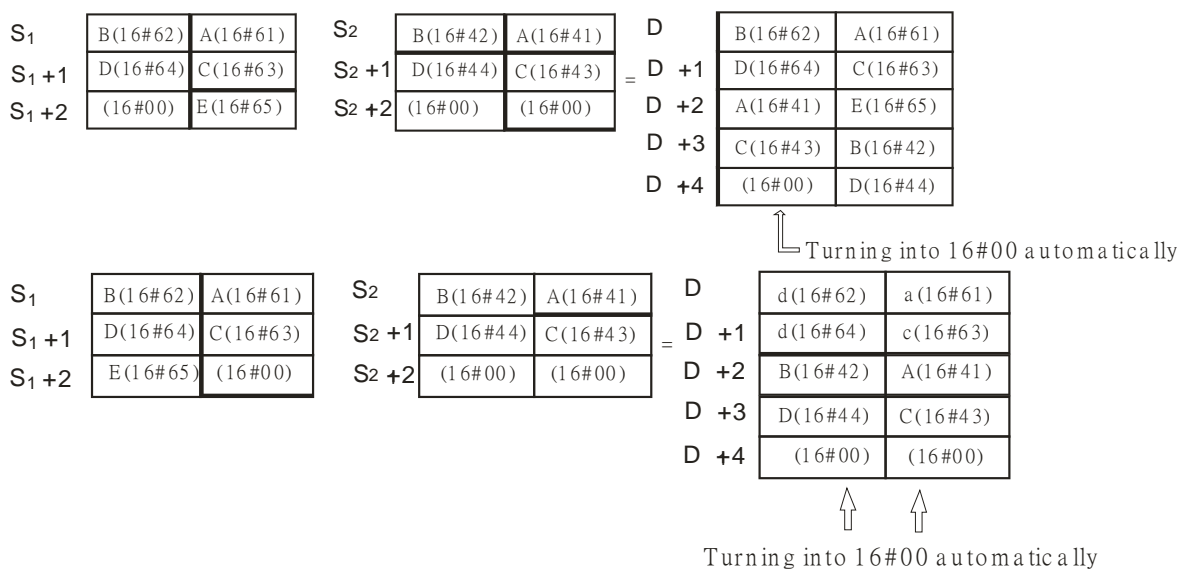 S1 B(16#62) A(16#61) S2 B(16#42) A(16#41) D B(16#62) A(16#61)
S1 +1 D(16#64) C(16#63) S2 +1 D(16#44) C(16#43) = D +1 D(16#64) C(16#63)
S1 +2 (16#00) E(16#65) S2 +2 (16#00) (16#00) D +2 A(16#41) E(16#65)
D +3 C(16#43) B(16#42)
D +4 (16#00) D(16#44)
Turning into 16#00 automatically
S1 B(16#62) A(16#61) S2 B(16#42) A(16#41) D d(16#62) a(16#61)
S1 +1 D(16#64) C(16#63) S2 +1 D(16#44) C(16#43) = D +1 d(16#64) c(16#63)
S1 +2 E(16#65) (16#00) S2 +2 (16#00) (16#00) D +2 B(16#42) A(16#41)
D +3 D(16#44) C(16#43)
D +4 (16#00) (16#00)
Turning into 16#00 automatically